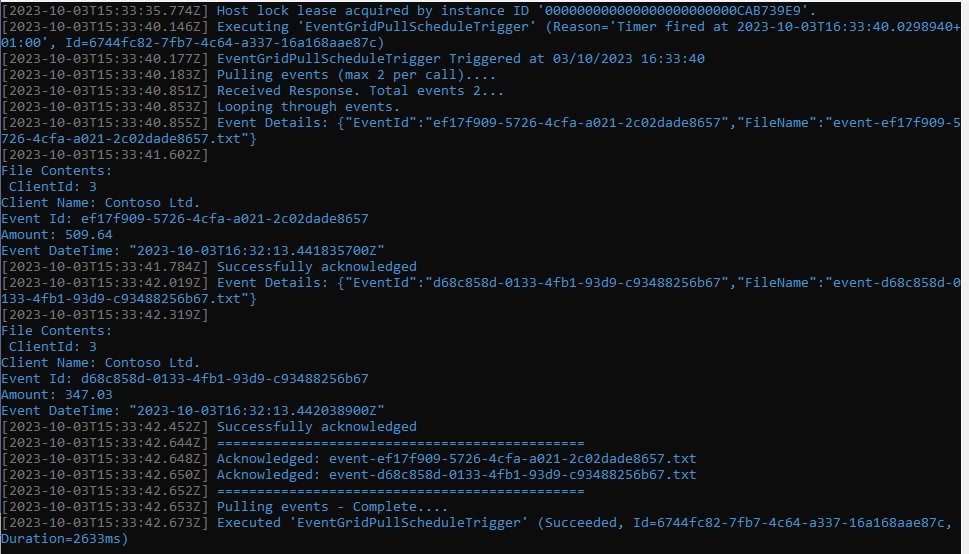 [2023-10-03T15:33:35.774Z] Host lock lease acquired by instance ID '000000000000000000000000CAB739E9'.
[2023-10-03T15:33:40.146Z] Executing 'EventGridPullScheduleTrigger' (Reason='Timer fired at 2023-10-03T16:33:40.0298940+
01:00', Id=6744fc82-7fb7-4c64-a337-16a168aae87c)
[2023-10-03T15:33:40.177Z] EventGridPullScheduleTrigger Triggered at 03/10/2023 16:33:40
[2023-10-03T15:33:40.183Z] Pulling events (max 2 per call)....
[2023-10-03T15:33:40.851Z] Received Response. Total events 2...
[2023-10-03T15:33:40.853Z] Looping through events.
[2023-10-03T15:33:40.855Z] Event Details: {"EventId":"ef17f909-5726-4cfa-a021-2c02dade8657","FileName":"event-ef17f909-5
726-4cfa-a021-2c02dade8657.txt"}
[2023-10-03T15:33:41.602Z]
File Contents:
 ClientId: 3
Client Name: Contoso Ltd.
Event Id: ef17f909-5726-4cfa-a021-2c02dade8657
Amount: 509.64
Event DateTime: "2023-10-03T16:32:13.441835700Z"
[2023-10-03T15:33:41.784Z] Successfully acknowledged
[2023-10-03T15:33:42.019Z] Event Details: {"EventId":"d68c858d-0133-4fb1-93d9-c93488256b67","FileName":"event-d68c858d-0
133-4fb1-93d9-c93488256b67.txt"}
[2023-10-03T15:33:42.319Z]
File Contents:
 ClientId: 3
Client Name: Contoso Ltd.
Event Id: d68c858d-0133-4fb1-93d9-c93488256b67
Amount: 347.03
Event DateTime: "2023-10-03T16:32:13.442038900Z"
[2023-10-03T15:33:42.452Z] Successfully acknowledged
[2023-10-03T15:33:42.644Z] ==============================================
[2023-10-03T15:33:42.648Z] Acknowledged: event-ef17f909-5726-4cfa-a021-2c02dade8657.txt
[2023-10-03T15:33:42.650Z] Acknowledged: event-d68c858d-0133-4fb1-93d9-c93488256b67.txt
[2023-10-03T15:33:42.652Z] ==============================================
[2023-10-03T15:33:42.653Z] Pulling events - Complete....
[2023-10-03T15:33:42.673Z] Executed 'EventGridPullScheduleTrigger' (Succeeded, Id=6744fc82-7fb7-4c64-a337-16a168aae87c,
Duration=2633ms)